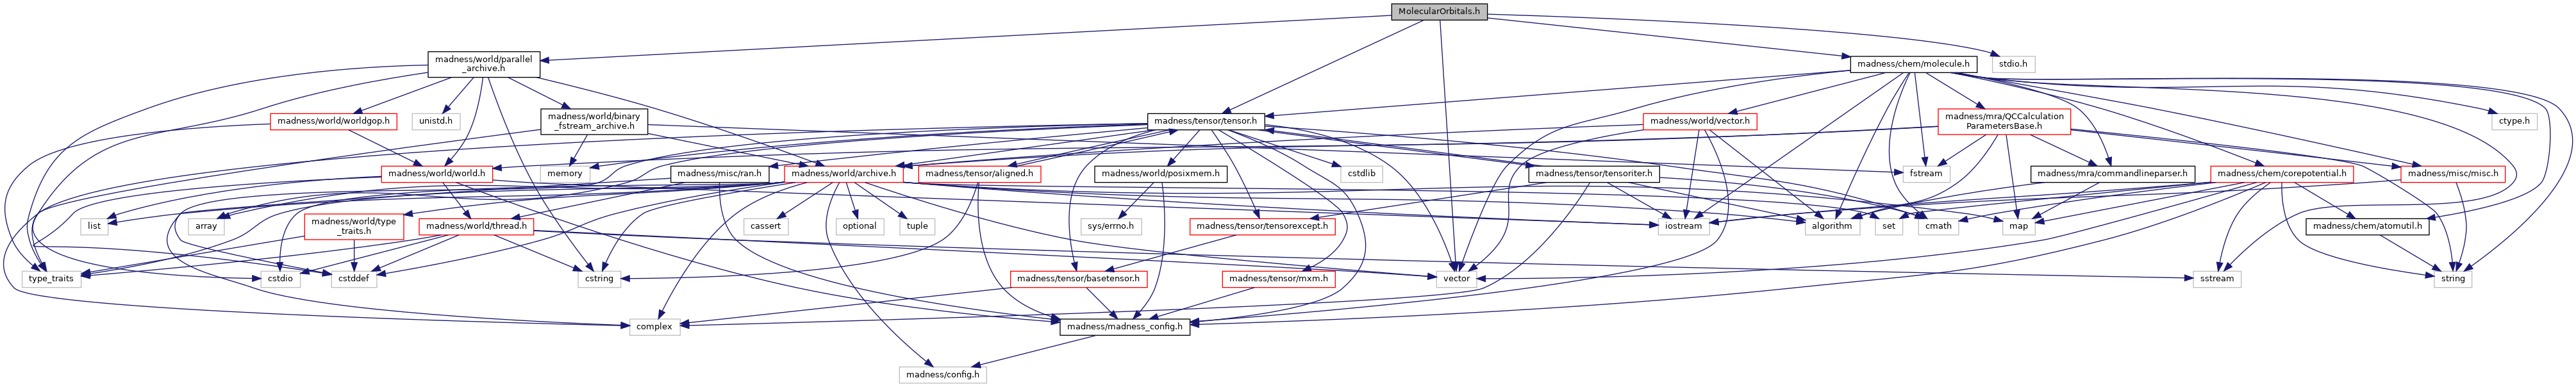 MolecularOrbitals.h
madness/world/parallel
_archive.h
madness/chem/molecule.h
stdio.h
madness/world/worldgop.h
unistd.h
madness/world/binary
_fstream_archive.h
madness/tensor/tensor.h
madness/world/vector.h
madness/mra/QCCalculation
ParametersBase.h
ctype.h
madness/world/world.h
memory
madness/misc/ran.h
madness/world/archive.h
madness/tensor/aligned.h
madness/world/posixmem.h
cstdlib
madness/tensor/tensoriter.h
fstream
madness/mra/commandlineparser.h
madness/chem/corepotential.h
madness/misc/misc.h
list
array
madness/world/type
_traits.h
madness/world/thread.h
cassert
optional
tuple
sys/errno.h
madness/tensor/tensorexcept.h
iostream
algorithm
set
cmath
map
madness/chem/atomutil.h
type_traits
cstdio
cstddef
cstring
madness/tensor/basetensor.h
madness/tensor/mxm.h
vector
sstream
string
complex
madness/madness_config.h
madness/config.h